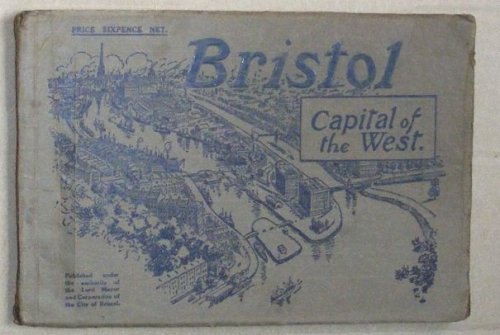 PRICE SIXPENCE NET.
Bristol
Capital of
the West.
Published under
the authority of
the Lord Mayor
and Corporation of
the City of Bristol.